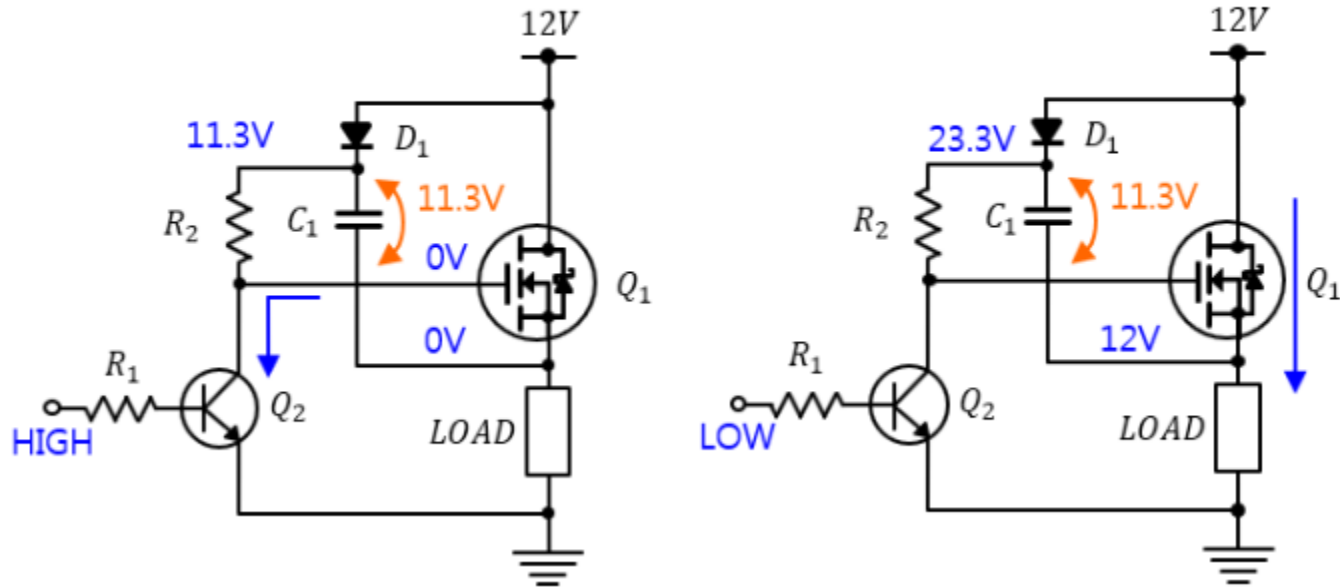 12V
11.3V
D1
R2
C1
11.3V
0V
Q1
0V
R1
Q2
HIGH
LOAD
12V
23.3V
D1
R2
C1
11.3V
Q1
12V
R1
Q2
LOW
LOAD